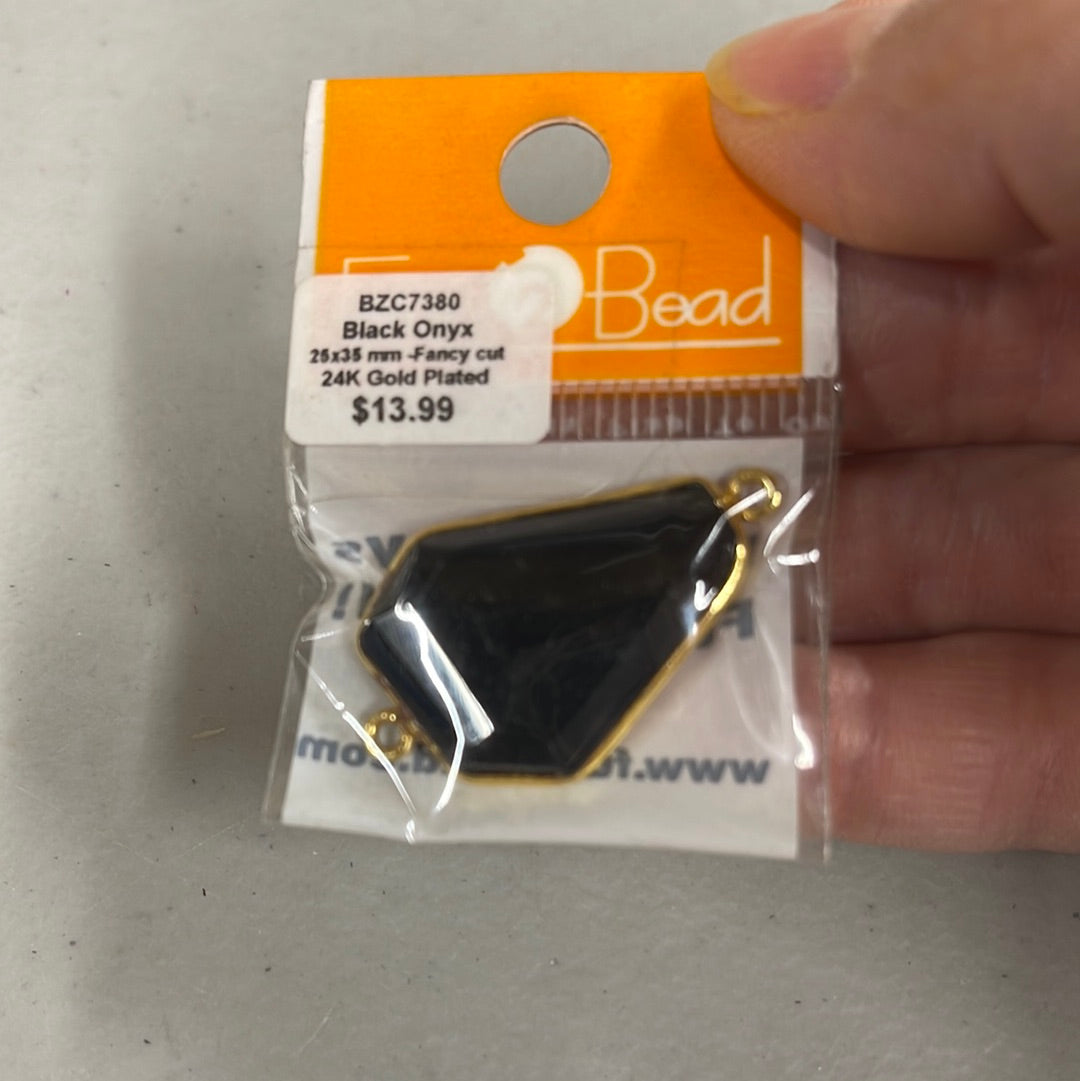 Bead
BZC7380
Black Onyx
25x35 mm -Fancy cut
24K Gold Plated
$13.99